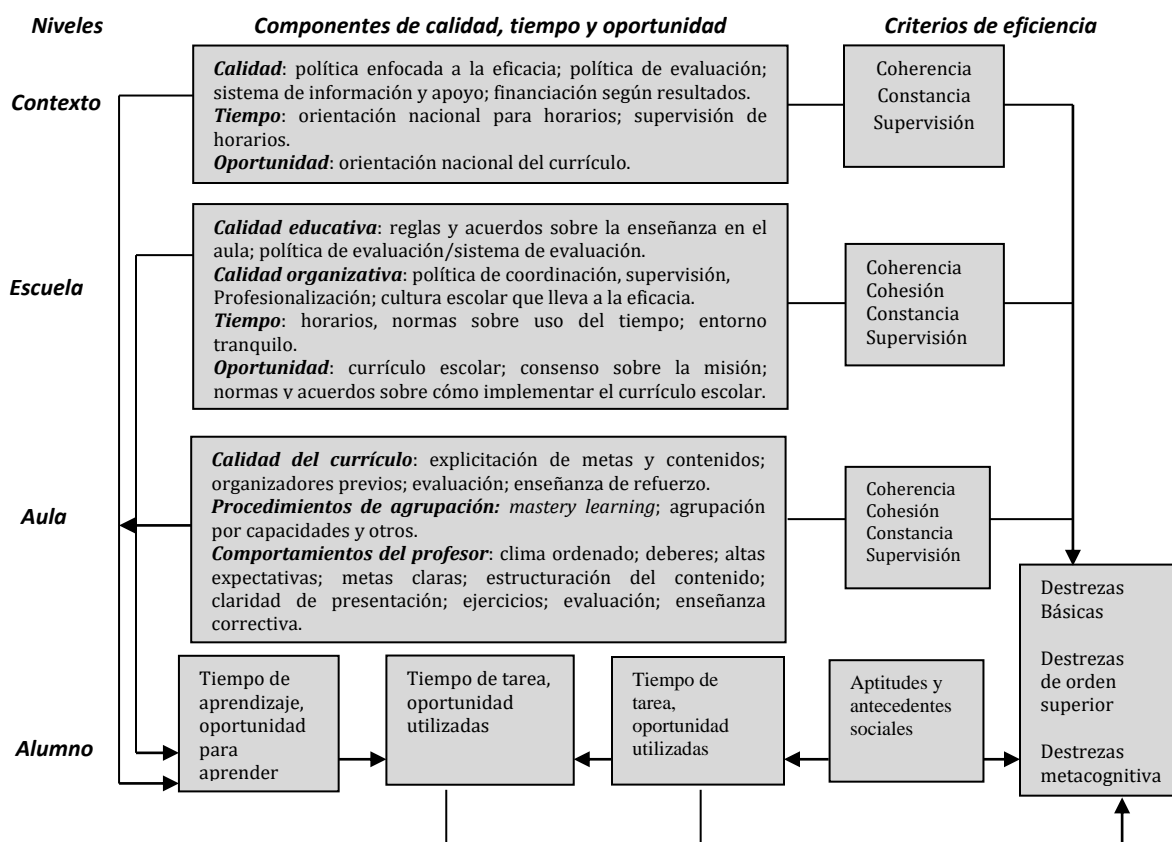 Niveles
Componentes de calidad, tiempo y oportunidad
Criterios de eficiencia
Contexto
Calidad: política enfocada a la eficacia; política de evaluación;
sistema de información y apoyo; financiación según resultados.
Tiempo: orientación nacional para horarios; supervisión de
horarios.
Oportunidad: orientación nacional del currículo.
Coherencia
Constancia
Supervisión
Escuela
Calidad educativa: reglas y acuerdos sobre la enseñanza en el
aula; política de evaluación/sistema de evaluación.
Calidad organizativa: política de coordinación, supervisión,
Profesionalización; cultura escolar que lleva a la eficacia.
Tiempo: horarios, normas sobre uso del tiempo; entorno
tranquilo.
Oportunidad: currículo escolar; consenso sobre la misión;
normas y acuerdos sobre cómo implementar el currículo escolar.
Coherencia
Cohesión
Constancia
Supervisión
Aula
Calidad del currículo: explicitación de metas y contenidos;
organizadores previos; evaluación; enseñanza de refuerzo.
Procedimientos de agrupación: mastery learning; agrupación
por capacidades y otros.
Comportamientos del profesor: clima ordenado; deberes; altas
expectativas; metas claras; estructuración del contenido;
claridad de presentación; ejercicios; evaluación; enseñanza
correctiva.
Coherencia
Cohesión
Constancia
Supervisión
Alumno
Tiempo de
aprendizaje,
oportunidad
para
aprender
Tiempo de tarea,
oportunidad
utilizadas
Tiempo de
tarea,
oportunidad
utilizadas
Aptitudes y
antecedentes
sociales
Destrezas
Básicas
Destrezas
de orden
superior
Destrezas
metacognitiva